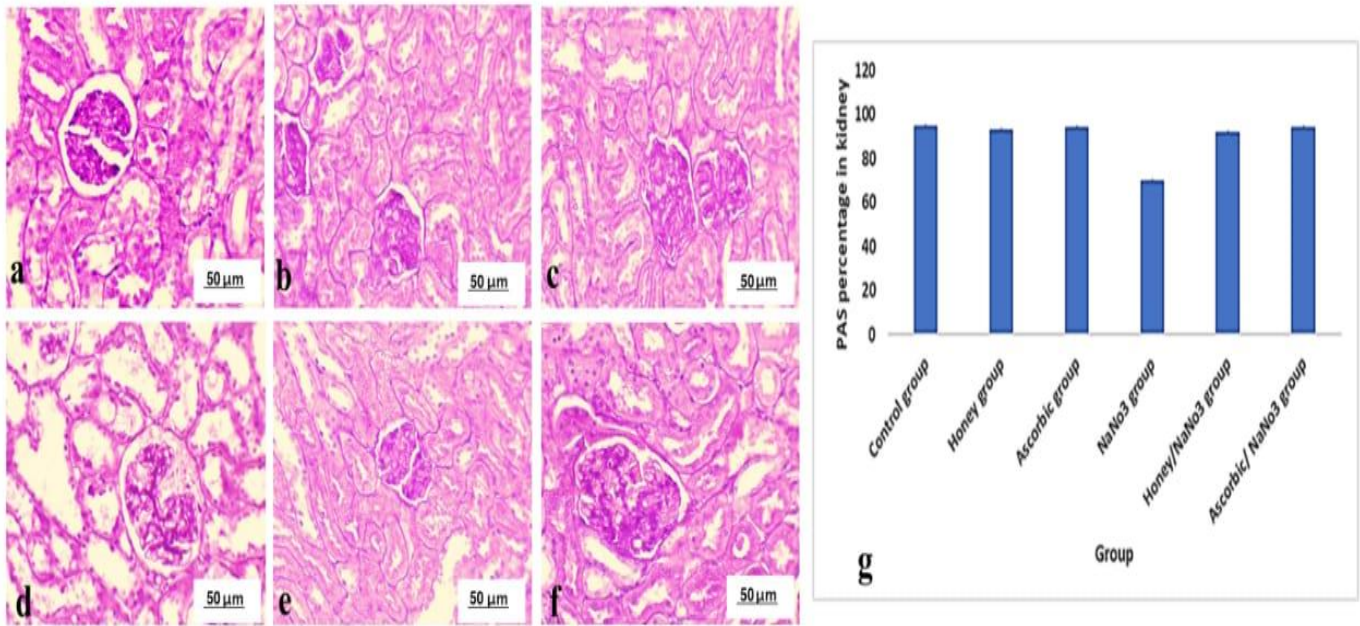 a
50 µm
b
50 µm
c
50 µm
d
50 µm
e
50 µm
f
50 µm
PAS percentage in kidney
120
100
80
60
40
20
0
Control group
Honey group
Ascorbic group
NaNo3 group
Honey/NaNo3 group
Ascorbic/ NaNo3 group
Group
g